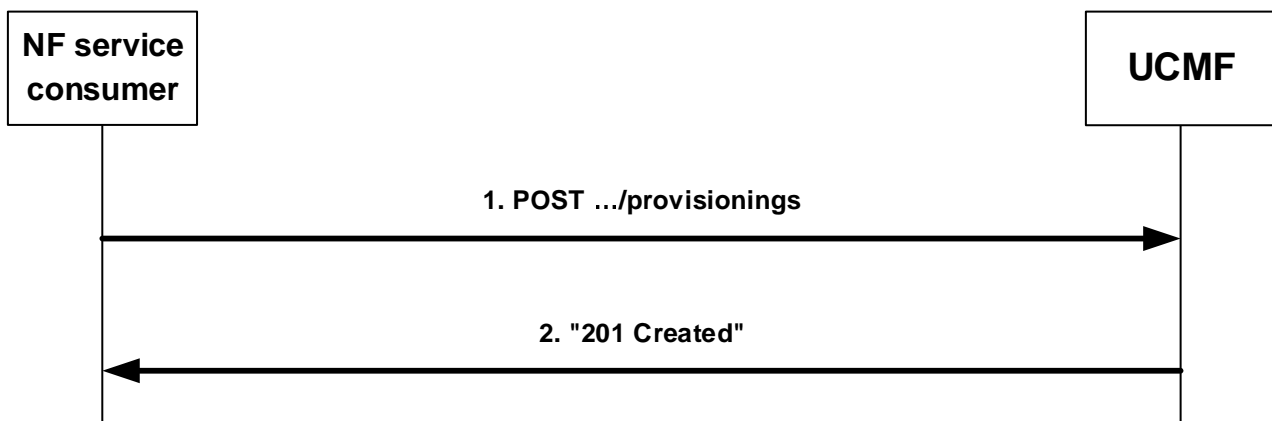 NF service
consumer
UCMF
1. POST …/provisionings
2. "201 Created"